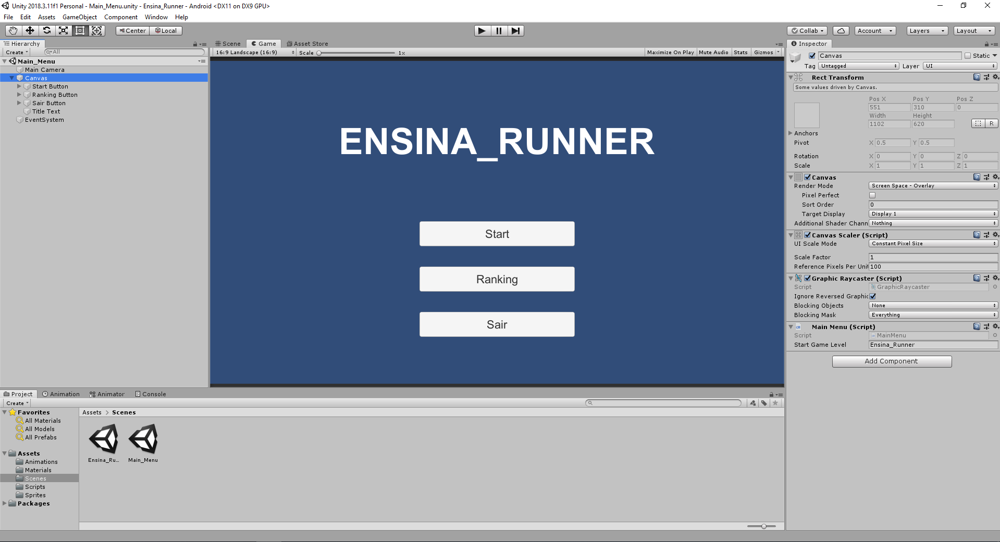 Unity 2018.3.11f1 Personal - Main_Menu.unity - Ensina_Runner - Android <DX11 on DX9 GPU>
File Edit Assets GameObject Component Window Help
Center Local Collab Account Layers Layout
Hierarchy
Create All
Main_Menu
Main Camera
Canvas
Start Button
Ranking Button
Sair Button
Title Text
EventSystem
Scene Game Asset Store
16:9 Landscape (16:9) Scale 1x Maximize On Play Mute Audio Stats Gizmos
ENSINA_RUNNER
Start
Ranking
Sair
Inspector
Canvas Static
Tag Untagged Layer UI
Rect Transform
Some values driven by Canvas.
Pos X Pos Y Pos Z
551 310 0
Width Height
1102 620 R
Anchors
Pivot X 0.5 Y 0.5
Rotation X 0 Y 0 Z 0
Scale X 1 Y 1 Z 1
Canvas
Render Mode Screen Space - Overlay
Pixel Perfect
Sort Order 0
Target Display Display 1
Additional Shader Chann Nothing
Canvas Scaler (Script)
UI Scale Mode Constant Pixel Size
Scale Factor 1
Reference Pixels Per Unit 100
Graphic Raycaster (Script)
Script GraphicRaycaster
Ignore Reversed Graphic
Blocking Objects None
Blocking Mask Everything
Main Menu (Script)
Script MainMenu
Start Game Level Ensina_Runner
Add Component
Project Animation Animator Console
Create
Favorites
All Materials
All Models
All Prefabs
Assets
Animations
Materials
Scenes
Scripts
Sprites
Packages
Assets > Scenes
Ensina_Ru... Main_Menu